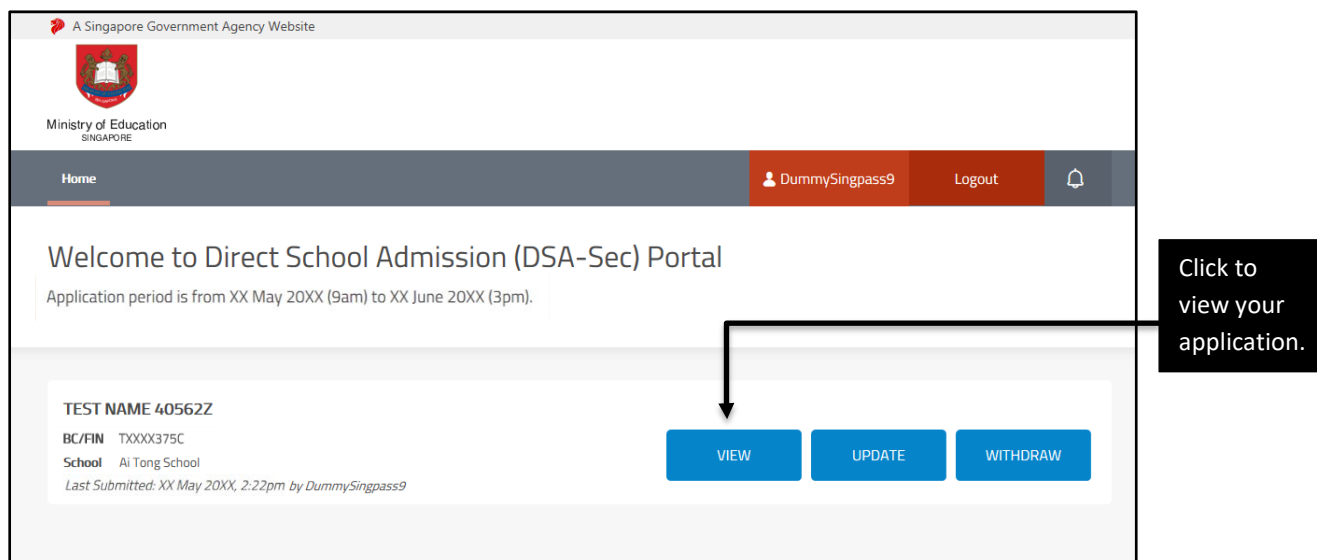 A Singapore Government Agency Website
Ministry of Education
SINGAPORE
Home
DummySingpass9
Logout
Welcome to Direct School Admission (DSA-Sec) Portal
Application period is from XX May 20XX (9am) to XX June 20XX (3pm).
Click to
view your
application.
TEST NAME 40562Z
BC/FIN TXXXX375C
School Ai Tong School
Last Submitted: XX May 20XX, 2:22pm by DummySingpass9
VIEW
UPDATE
WITHDRAW